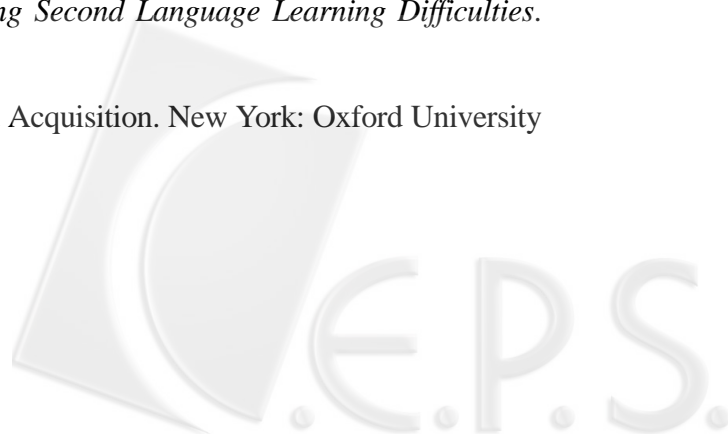 ng Second Language Learning Difficulties.
Acquisition. New York: Oxford University
C.E.P.S.